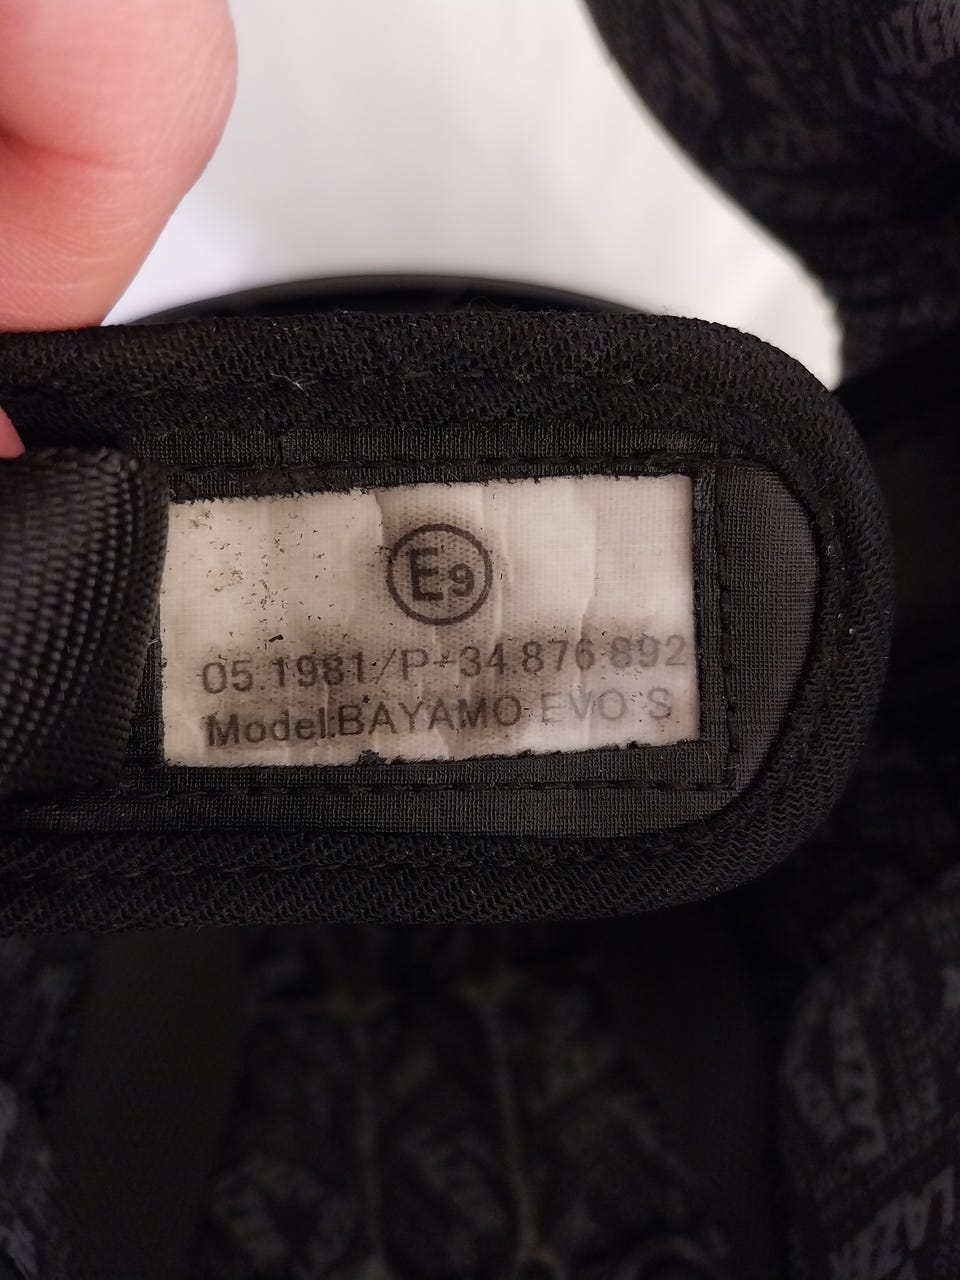 E9
05.1981/P-34.876.892
Model:BAYAMO EVO S